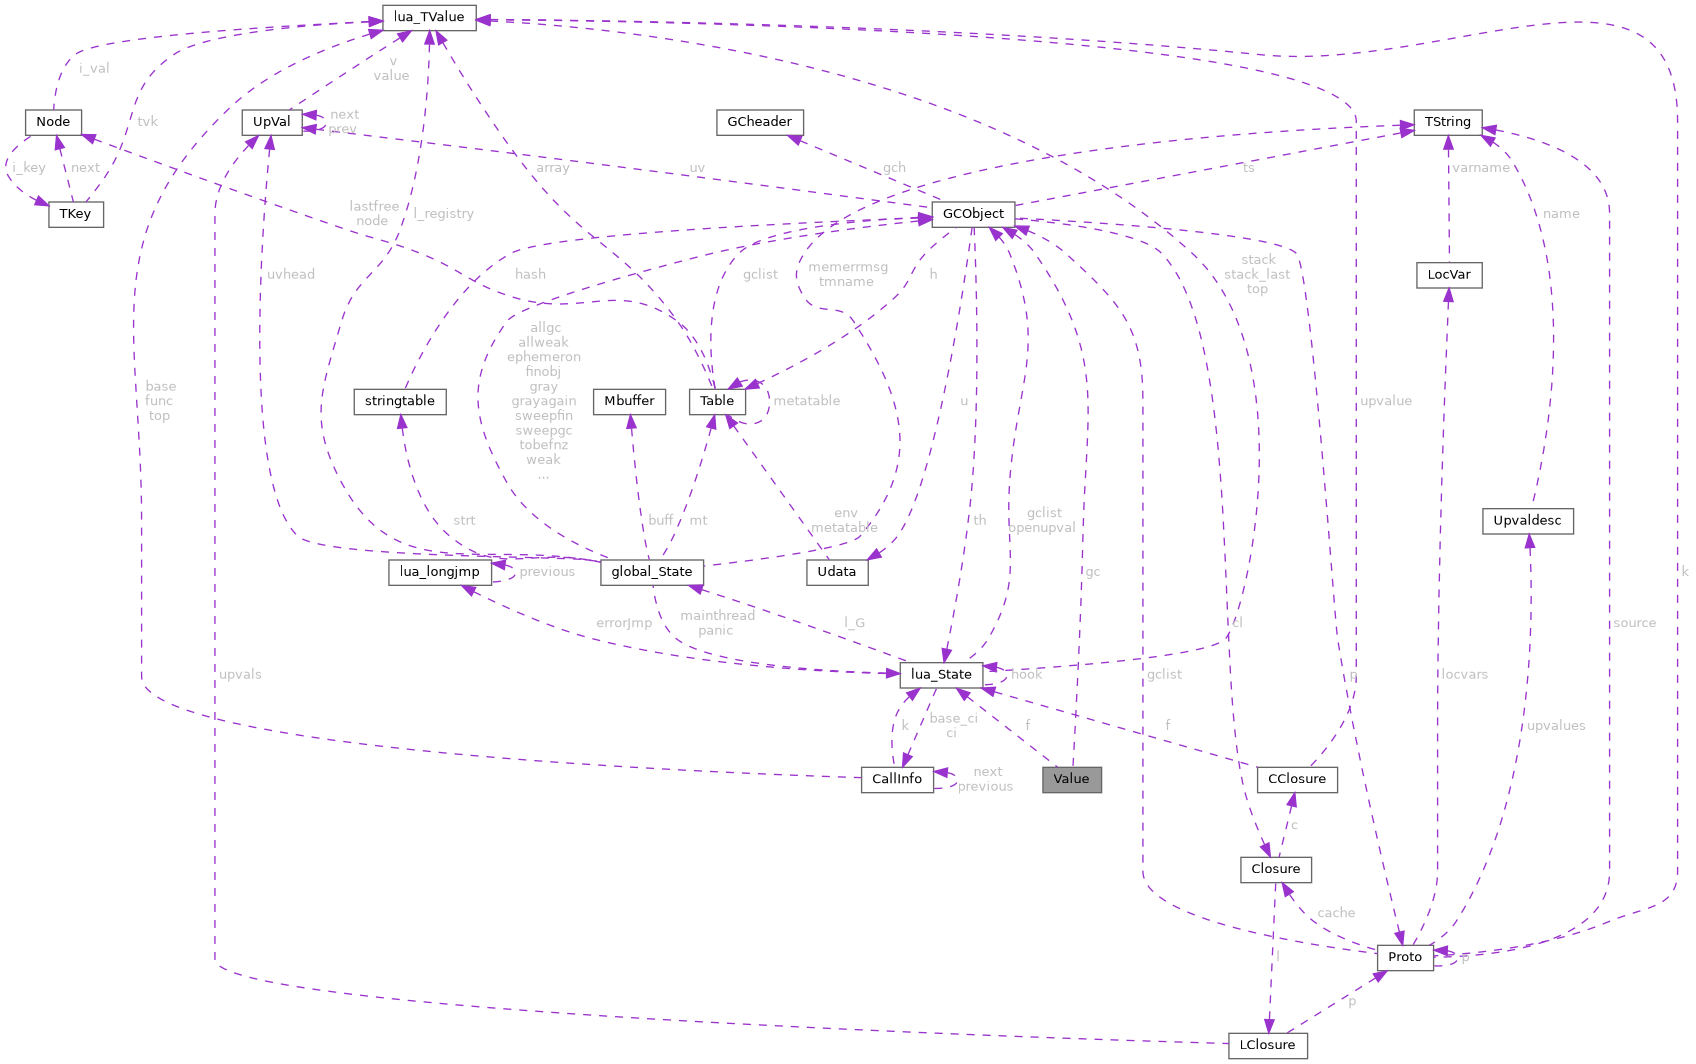 lua_TValue
i_val
v
value
Node
UpVal
next
prev
GCheader
TString
tvk
i_key
next
array
uv
gch
ts
varname
TKey
lastfree
node
l_registry
GCObject
name
uvhead
hash
gclist
memerrmsg
tmname
h
stack
stack_last
top
LocVar
allgc
allweak
ephemeron
finobj
gray
grayagain
sweepfin
sweepgc
tobefnz
weak
...
base
func
top
stringtable
Mbuffer
Table
metatable
u
upvalue
strt
buff
mt
env
metatable
th
gclist
openupval
Upvaldesc
lua_longjmp
previous
global_State
Udata
gc
k
errorJmp
mainthread
panic
l_G
cl
source
upvals
lua_State
hook
gclist
p
locvars
k
base_ci
ci
f
f
upvalues
CallInfo
next
previous
Value
CClosure
c
Closure
cache
l
Proto
p
p
LClosure